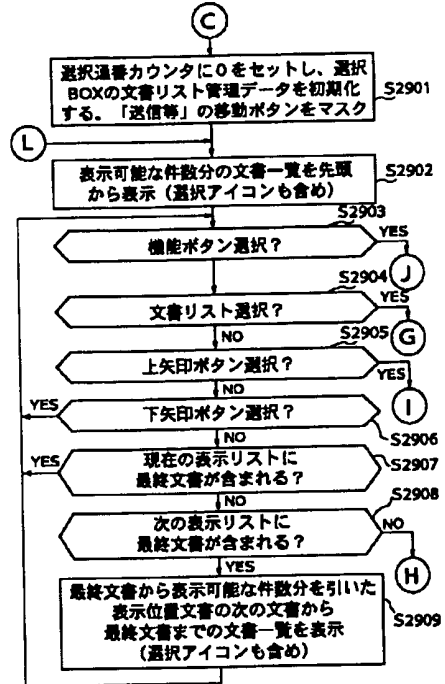 C
選択通番カウンタに0をセットし、選択
BOXの文書リスト管理データを初期化
する。「送信等」の移動ボタンをマスク
S2901
L
表示可能な件数分の文書一覧を先頭
から表示（選択アイコンも含め）
S2902
S2903
機能ボタン選択？
YES
J
S2904
文書リスト選択？
YES
G
NO
S2905
上矢印ボタン選択？
YES
I
NO
YES
下矢印ボタン選択？
S2906
NO
YES
現在の表示リストに
最終文書が含まれる？
S2907
NO
S2908
次の表示リストに
最終文書が含まれる？
NO
H
YES
最終文書から表示可能な件数分を引いた
表示位置文書の次の文書から
最終文書までの文書一覧を表示
（選択アイコンも含め）
S2909